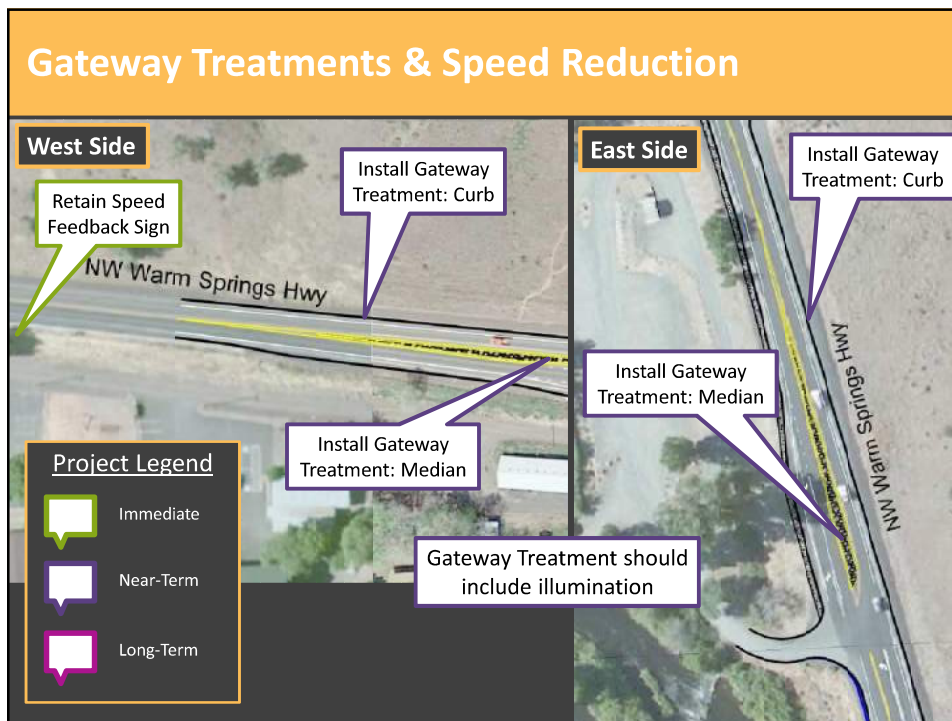 Gateway Treatments & Speed Reduction
West Side
Retain Speed
Feedback Sign
Install Gateway
Treatment: Curb
NW Warm Springs Hwy
Install Gateway
Treatment: Median
East Side
Install Gateway
Treatment: Curb
Install Gateway
Treatment: Median
NW Warm Springs Hwy
Gateway Treatment should
include illumination
Project Legend
Immediate
Near-Term
Long-Term